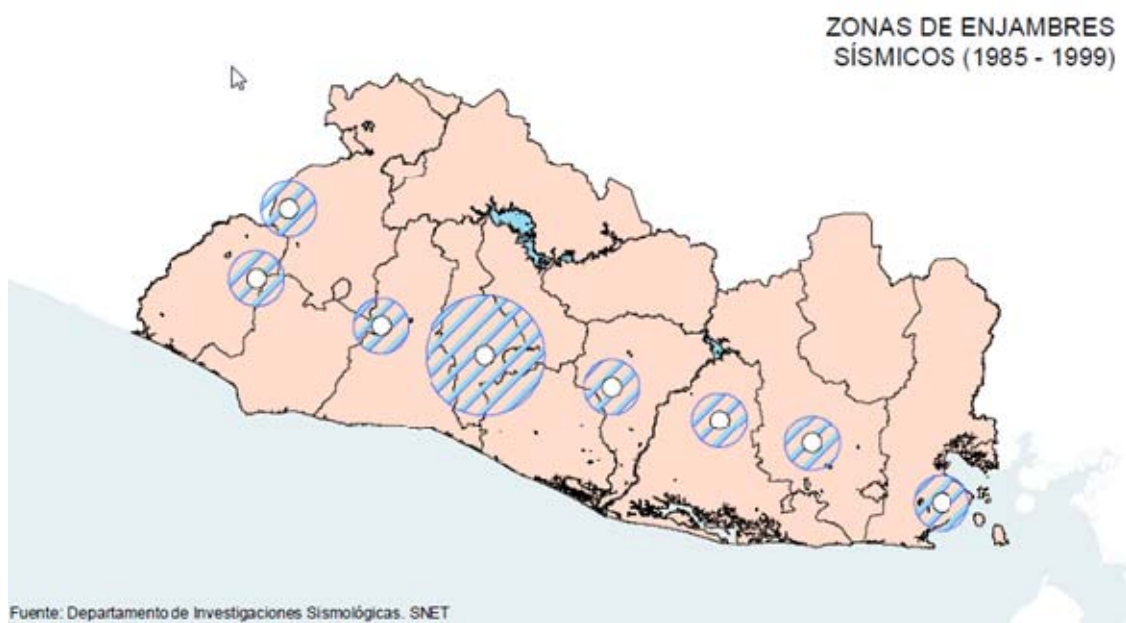 ZONAS DE ENJAMBRES
SÍSMICOS (1985 - 1999)
Fuente: Departamento de Investigaciones Sismológicas. SNET